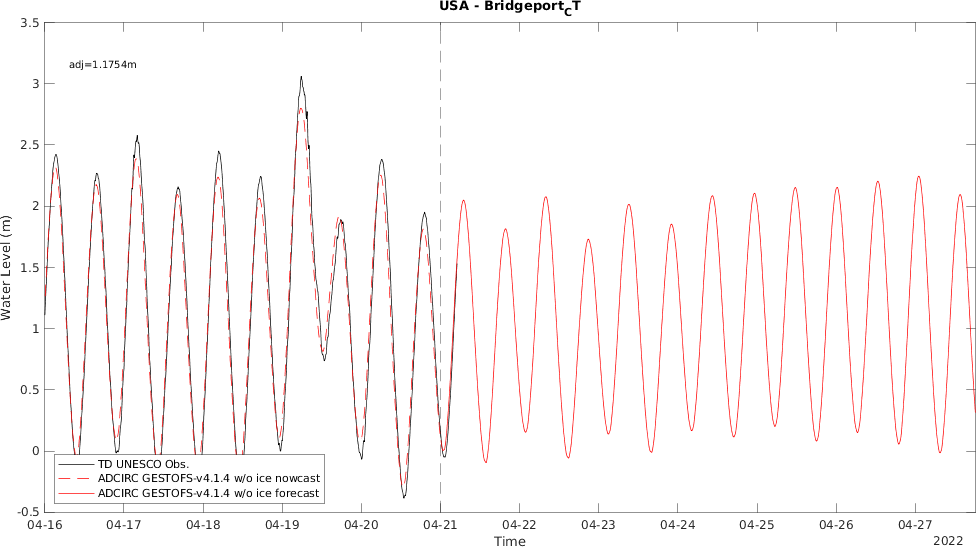 USA - Bridgeport_CT
3.5
adj=1.1754m
3
2.5
2
1.5
1
0.5
0
-0.5
Water Level (m)
TD UNESCO Obs.
ADCIRC GESTOFS-v4.1.4 w/o ice nowcast
ADCIRC GESTOFS-v4.1.4 w/o ice forecast
04-16 04-17 04-18 04-19 04-20 04-21 04-22 04-23 04-24 04-25 04-26 04-27
Time
2022